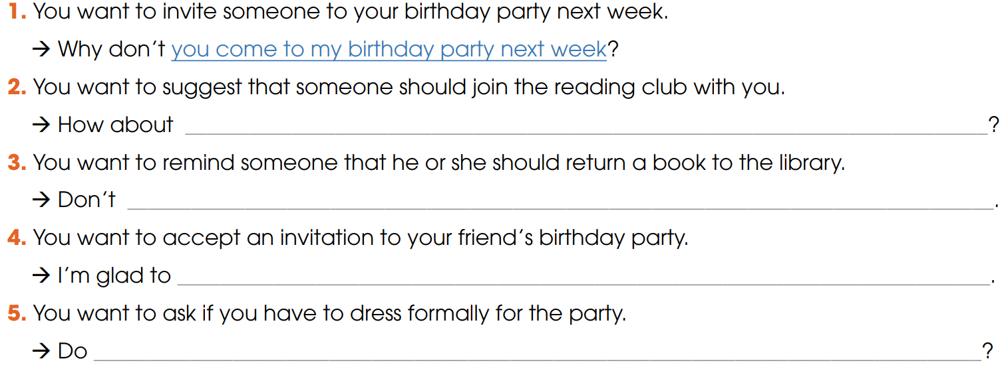 1. You want to invite someone to your birthday party next week.
→ Why don't you come to my birthday party next week?
2. You want to suggest that someone should join the reading club with you.
→ How about ______________________________?
3. You want to remind someone that he or she should return a book to the library.
→ Don't ______________________________.
4. You want to accept an invitation to your friend's birthday party.
→ I'm glad to ______________________________.
5. You want to ask if you have to dress formally for the party.
→ Do ______________________________?